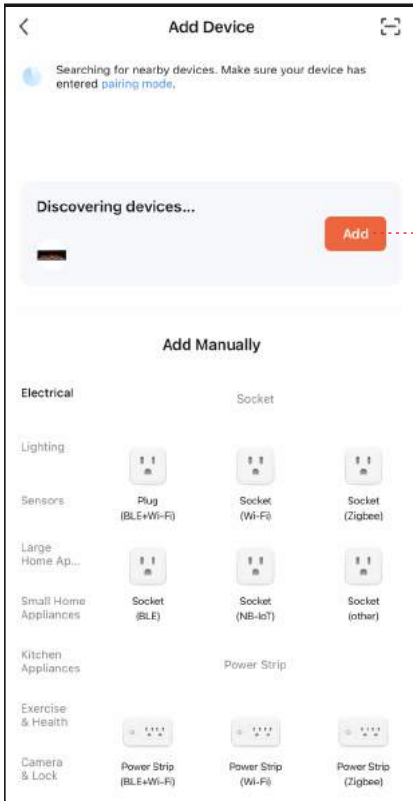 Add Device
Searching for nearby devices. Make sure your device has
entered pairing mode.
Discovering devices...
Add
Add Manually
Electrical
Socket
Lighting
Sensors
Plug
(BLE+Wi-Fi)
Socket
(Wi-Fi)
Socket
(Zigbee)
Large
Home Ap...
Small Home
Appliances
Socket
(BLE)
Socket
(NB-IoT)
Socket
(other)
Kitchen
Appliances
Power Strip
Exercise
& Health
Camera
& Lock
Power Strip
(BLE+Wi-Fi)
Power Strip
(Wi-Fi)
Power Strip
(Zigbee)